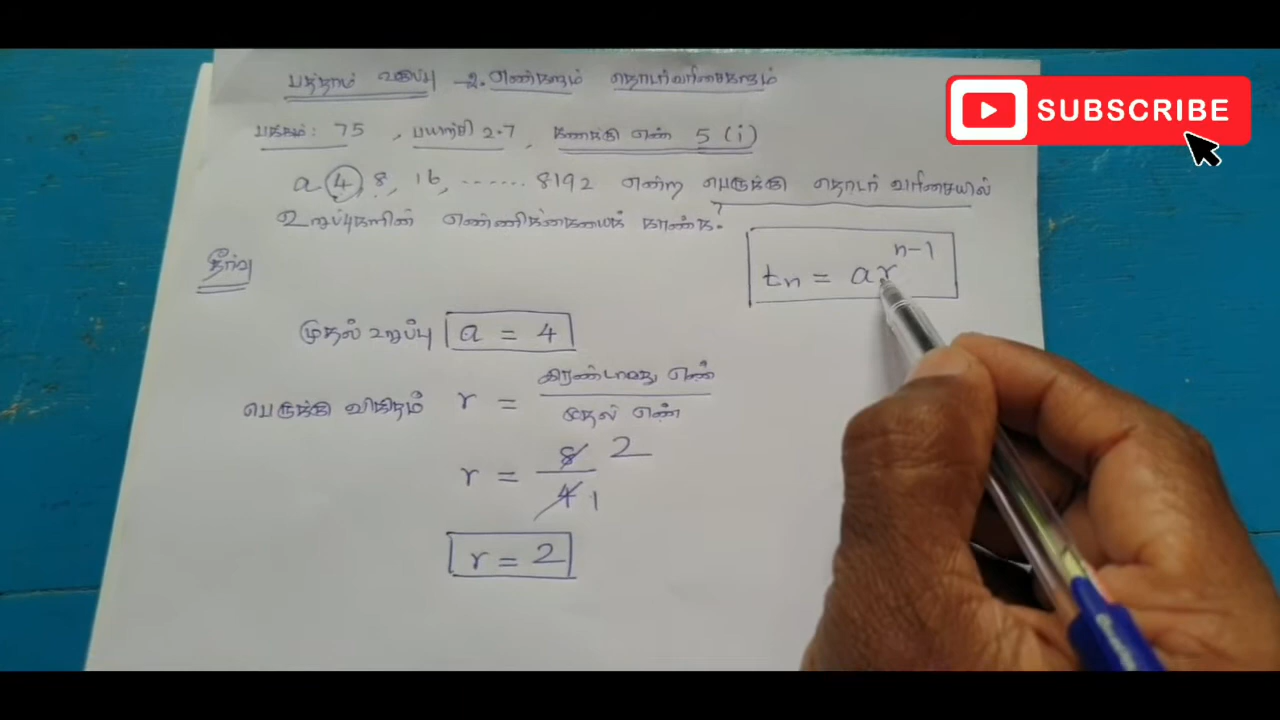 பத்தாம் வகுப்பு 2. எண்களும் தொடர்வரிசைகளும்
பக்கம்: 75 , பயிற்சி 2.7 , கணக்கு எண் 5 (i)
a 4, 8, 16, ....... 8192 என்ற பெருக்கு தொடர் வரிசையில்
உறுப்புகளின் எண்ணிக்கையைக் காண்க.?
தீர்வு
tn = ar^{n-1}
முதல் உறுப்பு a = 4
பெருக்கு விகிதம் r = இரண்டாவது எண் / முதல் எண்
r = 8 / 4 2 1
r = 2
SUBSCRIBE